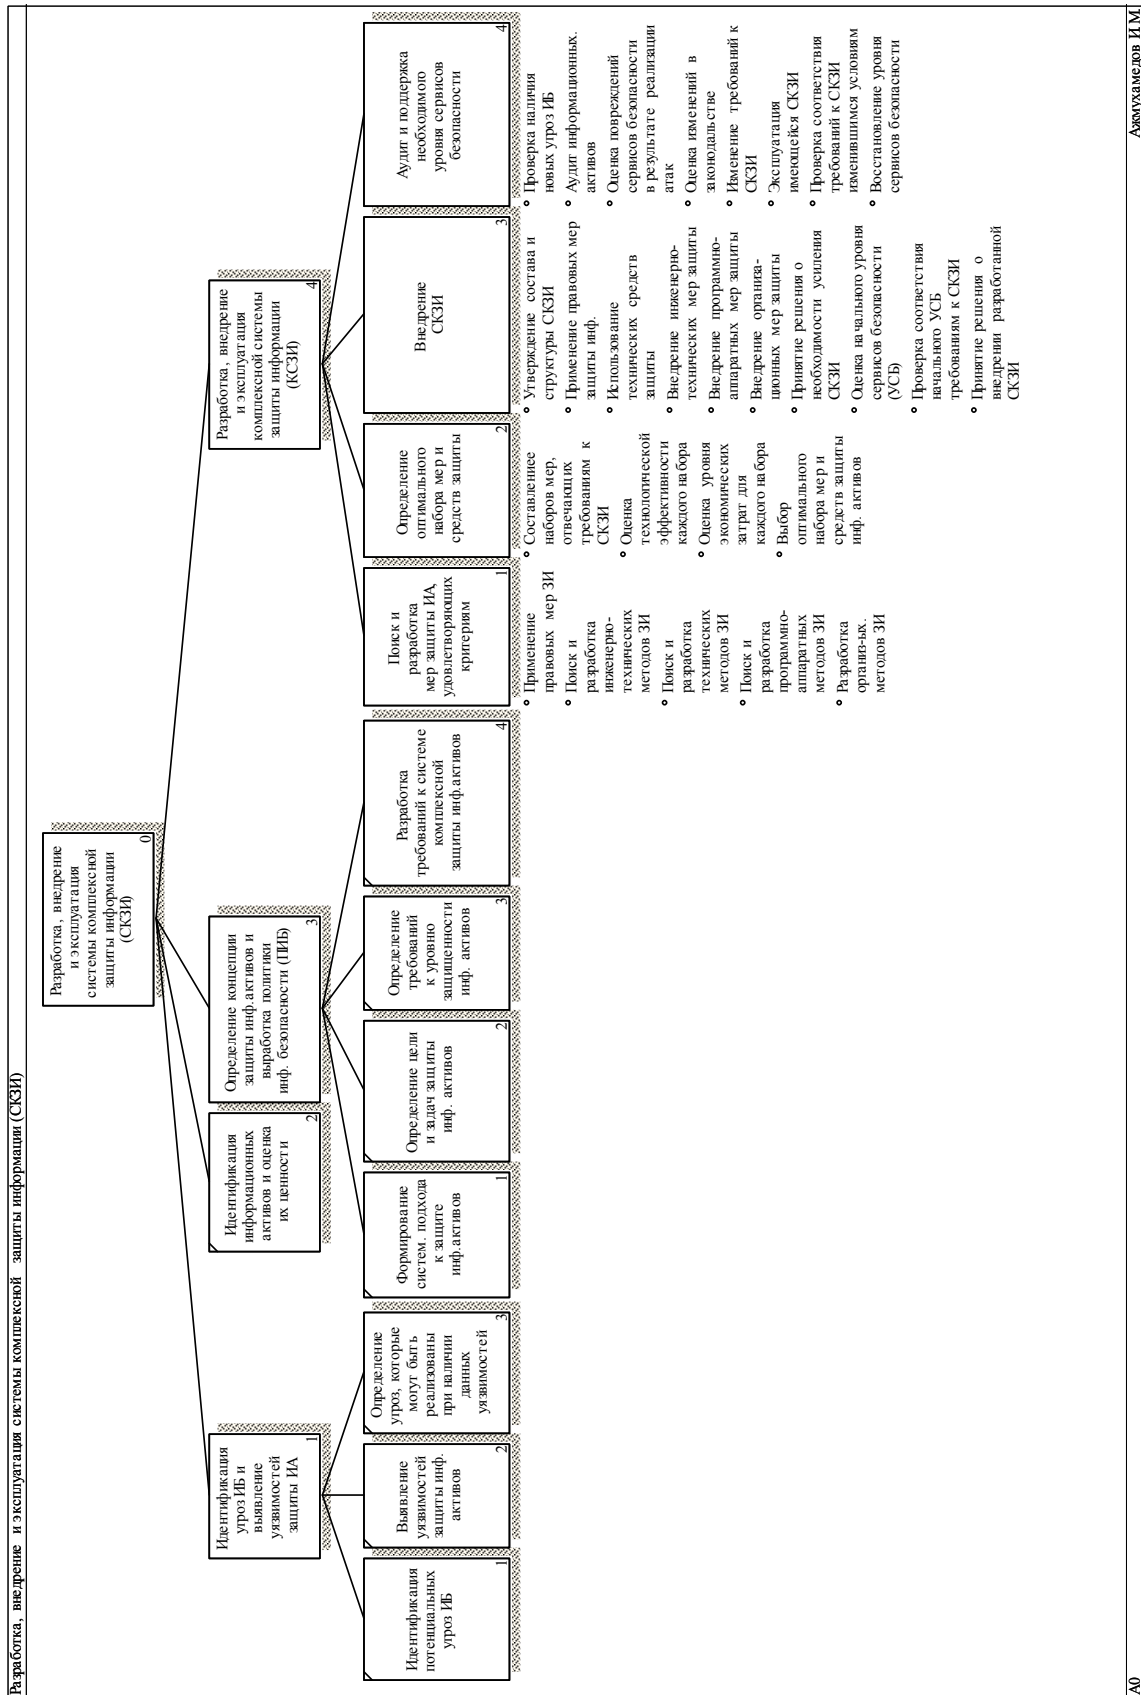 Разработка, внедрение и эксплуатация системы комплексной защиты информации (СКЗИ)
Разработка, внедрение
и эксплуатация
системы комплексной
защиты информации
(СКЗИ)
0
Идентификация
угроз ИБ и
выявление
уязвимостей
защиты ИА
1
Идентификация
информационных
активов и оценка
их ценности
2
Определение концепции
защиты инф.активов и
выработка политики
инф. безопасности (ПИБ)
3
Разработка, внедрение
и эксплуатация
комплексной системы
защиты информации
(КСЗИ)
4
Идентификация
потенциальных
угроз ИБ
1
Выявление
уязвимостей
защиты инф.
активов
2
Определение
угроз, которые
могут быть
реализованы
при наличии
данных
уязвимостей
3
Формирование
систем. подхода
к защите
инф.активов
1
Определение цели
и задач защиты
инф. активов
2
Определение
требований
к уровню
защищенности
инф. активов
3
Разработка
требований к системе
комплексной
защиты инф.активов
4
Поиск и
разработка
мер защиты ИА,
удовлетворяющих
критериям
1
Определение
оптимального
набора мер и
средств защиты
2
Внедрение
СКЗИ
3
Аудит и поддержка
необходимого
уровня сервисов
безопасности
4
Применение
правовых мер ЗИ
Поиск и
разработка
инженерно-
технических
методов ЗИ
Поиск и
разработка
технических
методов ЗИ
Поиск и
разработка
программно-
аппаратных
методов ЗИ
Разработка
организ-ых.
методов ЗИ
Составлениее
наборов мер,
отвечающих
требованиям к
СКЗИ
Оценка
технологической
эффективности
каждого набора
Оценка уровня
экономических
затрат для
каждого набора
Выбор
оптимального
набора мер и
средств защиты
инф. активов
Утверждение состава и
структуры СКЗИ
Применение правовых мер
защиты инф.
Использование
технических средств
защиты
Внедрение инженерно-
технических мер защиты
Внедрение программно-
аппаратных мер защиты
Внедрение организа-
ционных мер защиты
Принятие решения о
необходимости усиления
СКЗИ
Оценка начального уровня
сервисов безопасности
(УСБ)
Проверка соответствия
начального УСБ
требованиям к СКЗИ
Принятие решения о
внедрении разработанной
СКЗИ
Проверка наличия
новых угроз ИБ
Аудит информационных.
активов
Оценка повреждений
сервисов безопасности
в результате реализации
атак
Оценка изменений в
законодальстве
Изменение требований к
СКЗИ
Эксплуатация
имеющейся СКЗИ
Проверка соответствия
требований к СКЗИ
изменившимся условиям
Восстановление уровня
сервисов безопасности
A0
Ажмухамедов И.М.